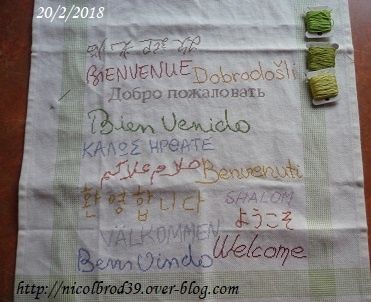 20/2/2018
BIENVENUE
Dobrodošli
Добро пожаловать
Bien Venido
ΚΑΛΩΣ ΗΡΘΑΤΕ
Benvenuti
환영합니다
SHALOM
ようこそ
VÄLKOMMEN
Welcome
Bem Vindo
http://nicolbrod39.over-blog.com